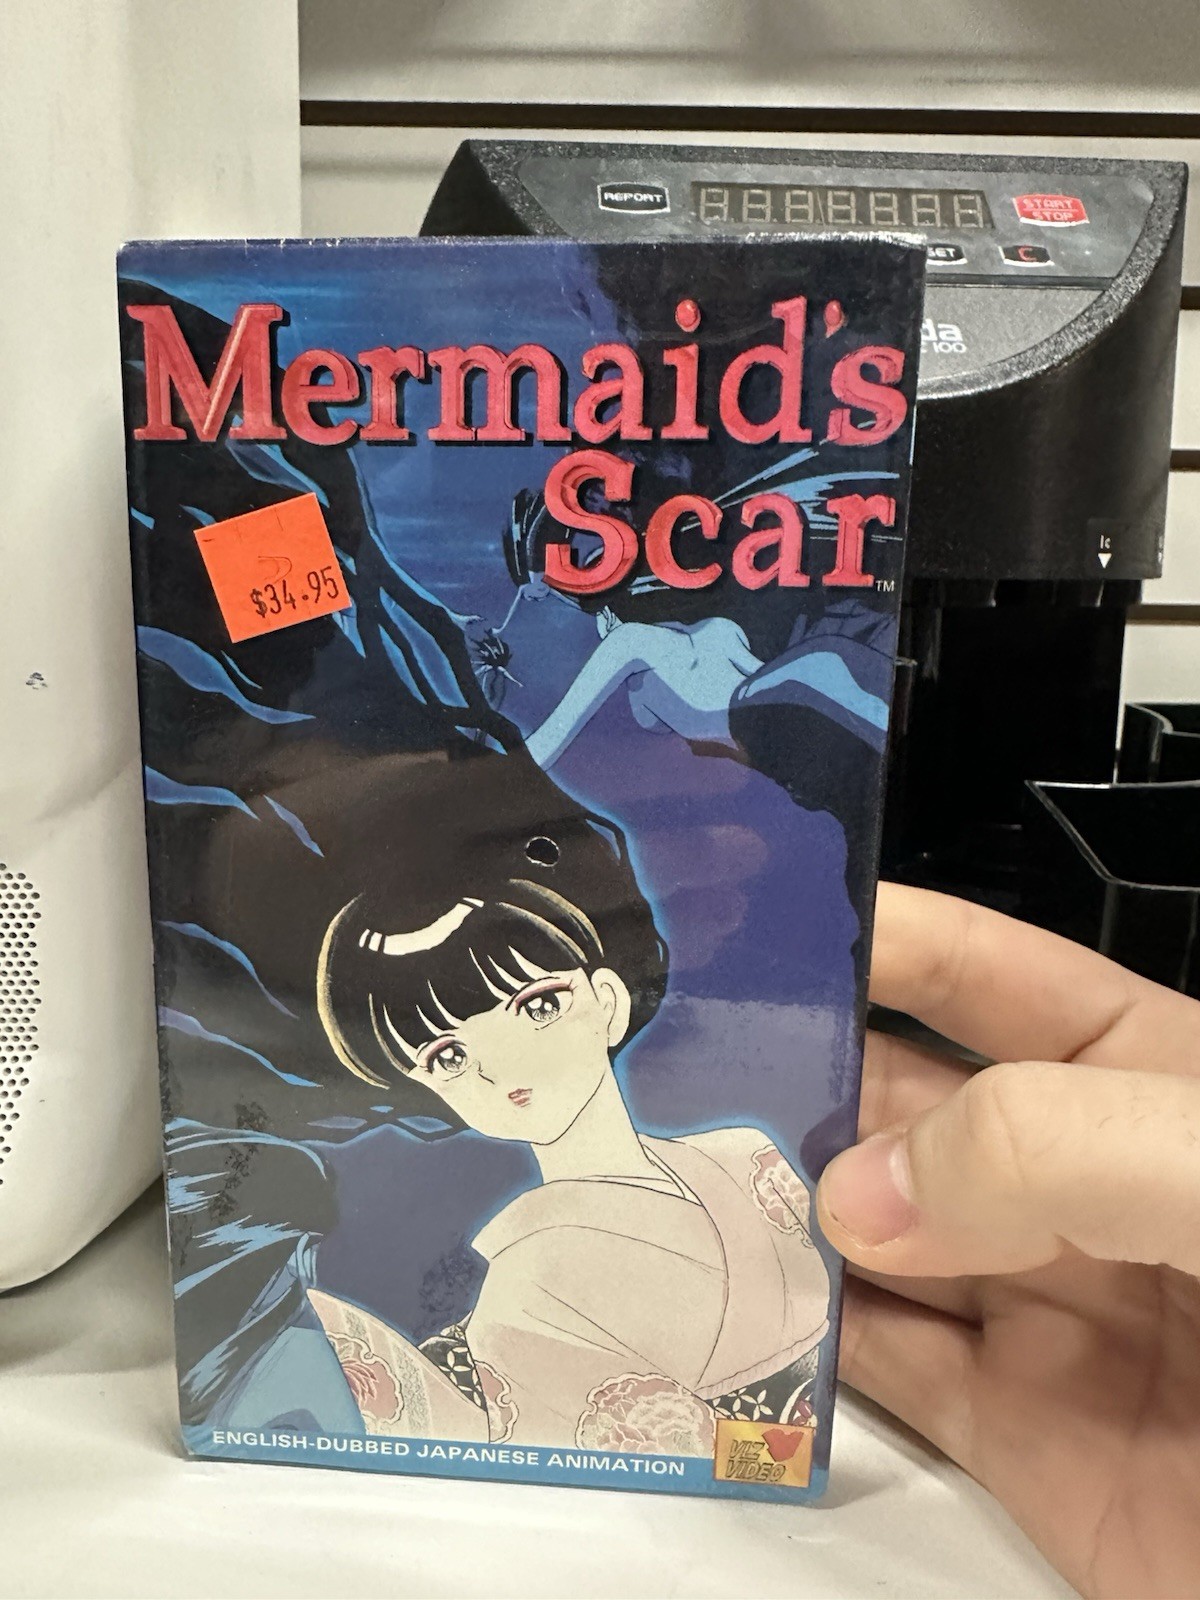 REPORT
START
STOP
SET
C
da
100
Mermaid's
Scar
TM
$34.95
ENGLISH-DUBBED JAPANESE ANIMATION
VIZ
VIDEO